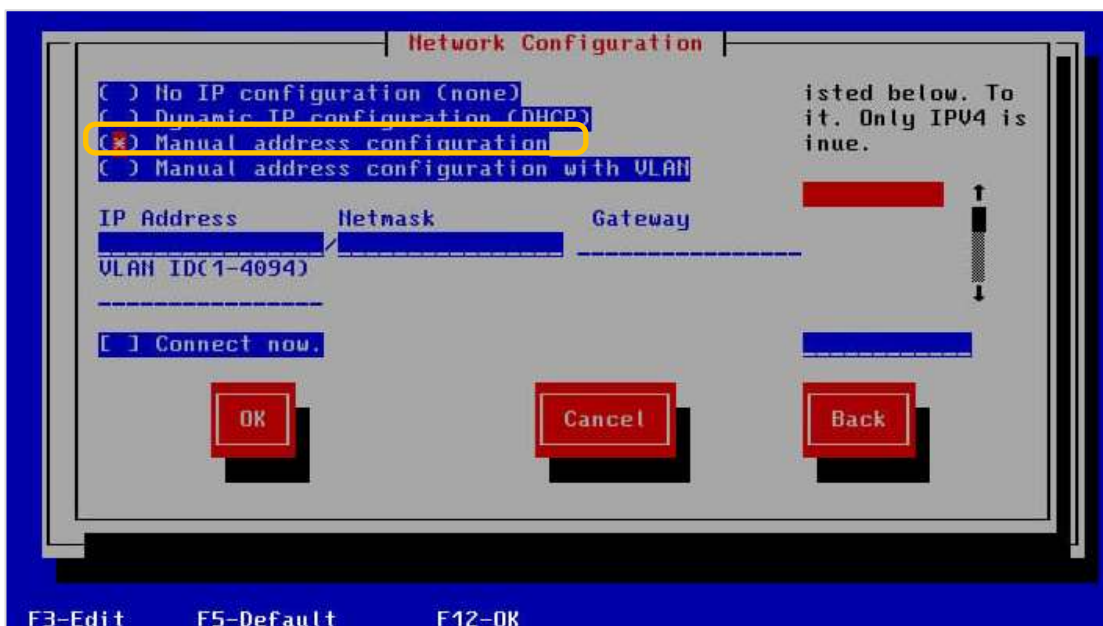 Network Configuration
( ) No IP configuration (none)
( ) Dynamic IP configuration (DHCP)
(*) Manual address configuration
( ) Manual address configuration with VLAN
isted below. To
it. Only IPV4 is
inue.
IP Address Netmask Gateway
/
VLAN ID(1-4094)
[ ] Connect now.
OK Cancel Back
F3-Edit F5-Default F12-OK